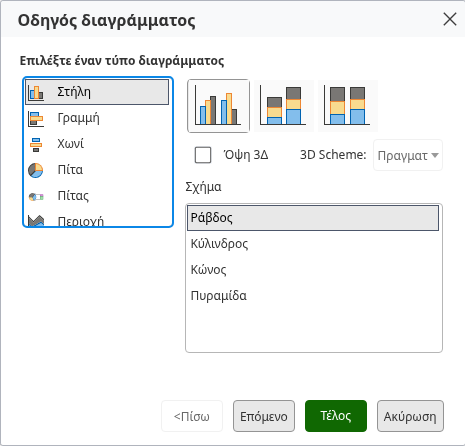 Οδηγός διαγράμματος
Επιλέξτε έναν τύπο διαγράμματος
Στήλη
Γραμμή
Χωνί
Πίτα
Πίτας
Περιοχή
Όψη 3Δ
3D Scheme:
Πραγματ
Σχήμα
Ράβδος
Κύλινδρος
Κώνος
Πυραμίδα
<Πίσω
Επόμενο
Τέλος
Ακύρωση